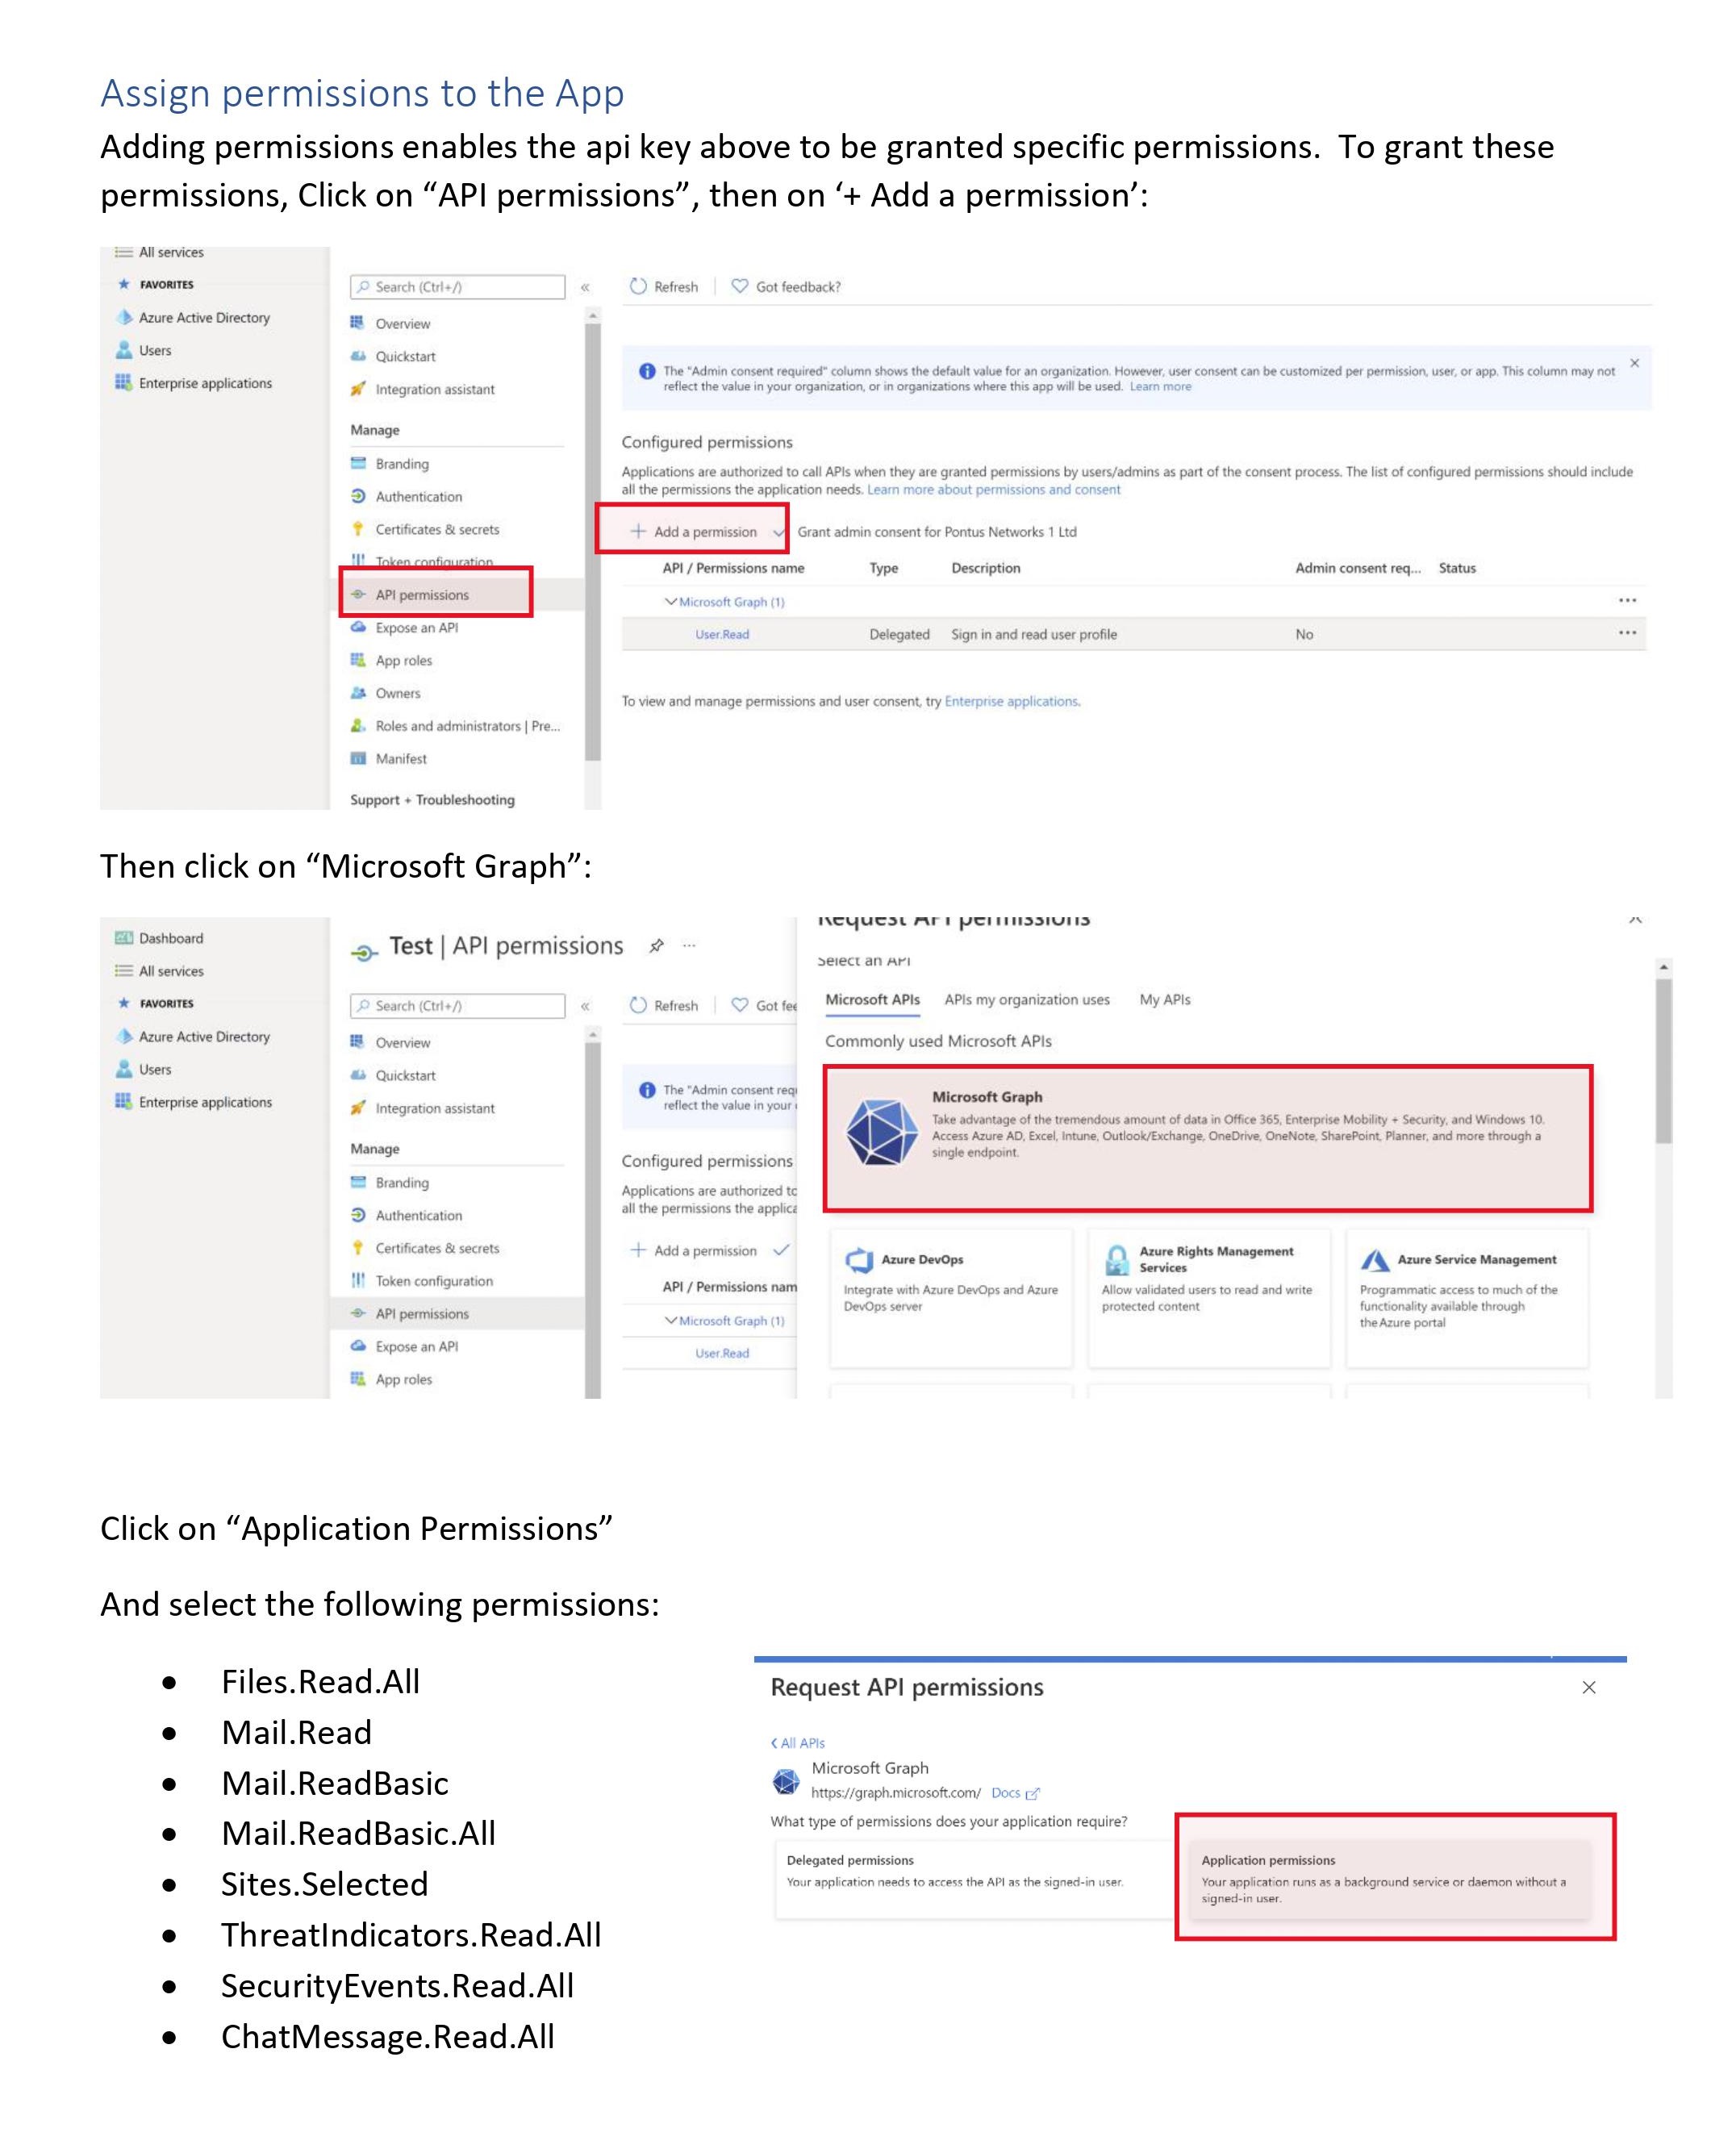 Assign permissions to the App
Adding permissions enables the api key above to be granted specific permissions.  To grant these
permissions, Click on “API permissions”, then on ‘+ Add a permission’:
All services
FAVORITES
Azure Active Directory
Users
Enterprise applications
Search (Ctrl+/)
«
Overview
Quickstart
Integration assistant
Manage
Branding
Authentication
Certificates & secrets
Token configuration
API permissions
Expose an API
App roles
Owners
Roles and administrators | Pre...
Manifest
Support + Troubleshooting
Refresh
Got feedback?
The "Admin consent required" column shows the default value for an organization. However, user consent can be customized per permission, user, or app. This column may not
reflect the value in your organization, or in organizations where this app will be used. Learn more
Configured permissions
Applications are authorized to call APIs when they are granted permissions by users/admins as part of the consent process. The list of configured permissions should include
all the permissions the application needs. Learn more about permissions and consent
+ Add a permission ✓ Grant admin consent for Pontus Networks 1 Ltd
API / Permissions name Type Description Admin consent req... Status
Microsoft Graph (1) ...
User.Read Delegated Sign in and read user profile No ...
To view and manage permissions and user consent, try Enterprise applications.
Then click on “Microsoft Graph”:
Dashboard
All services
FAVORITES
Azure Active Directory
Users
Enterprise applications
Test | API permissions ...
Search (Ctrl+/)
«
Overview
Quickstart
Integration assistant
Manage
Branding
Authentication
Certificates & secrets
Token configuration
API permissions
Expose an API
App roles
Refresh
Got fee
The "Admin consent requ
reflect the value in your
Configured permissions
Applications are authorized to
all the permissions the applica
+ Add a permission ✓
API / Permissions nam
Microsoft Graph (1)
User.Read
Request API permissions
Select an API
Microsoft APIs APIs my organization uses My APIs
Commonly used Microsoft APIs
Microsoft Graph
Take advantage of the tremendous amount of data in Office 365, Enterprise Mobility + Security, and Windows 10.
Access Azure AD, Excel, Intune, Outlook/Exchange, OneDrive, OneNote, SharePoint, Planner, and more through a
single endpoint.
Azure DevOps
Integrate with Azure DevOps and Azure
DevOps server
Azure Rights Management
Services
Allow validated users to read and write
protected content
Azure Service Management
Programmatic access to much of the
functionality available through
the Azure portal
Click on “Application Permissions”
And select the following permissions:
• Files.Read.All
• Mail.Read
• Mail.ReadBasic
• Mail.ReadBasic.All
• Sites.Selected
• ThreatIndicators.Read.All
• SecurityEvents.Read.All
• ChatMessage.Read.All
Request API permissions
All APIs
Microsoft Graph
https://graph.microsoft.com/ Docs
What type of permissions does your application require?
Delegated permissions
Your application needs to access the API as the signed-in user.
Application permissions
Your application runs as a background service or daemon without a
signed-in user.